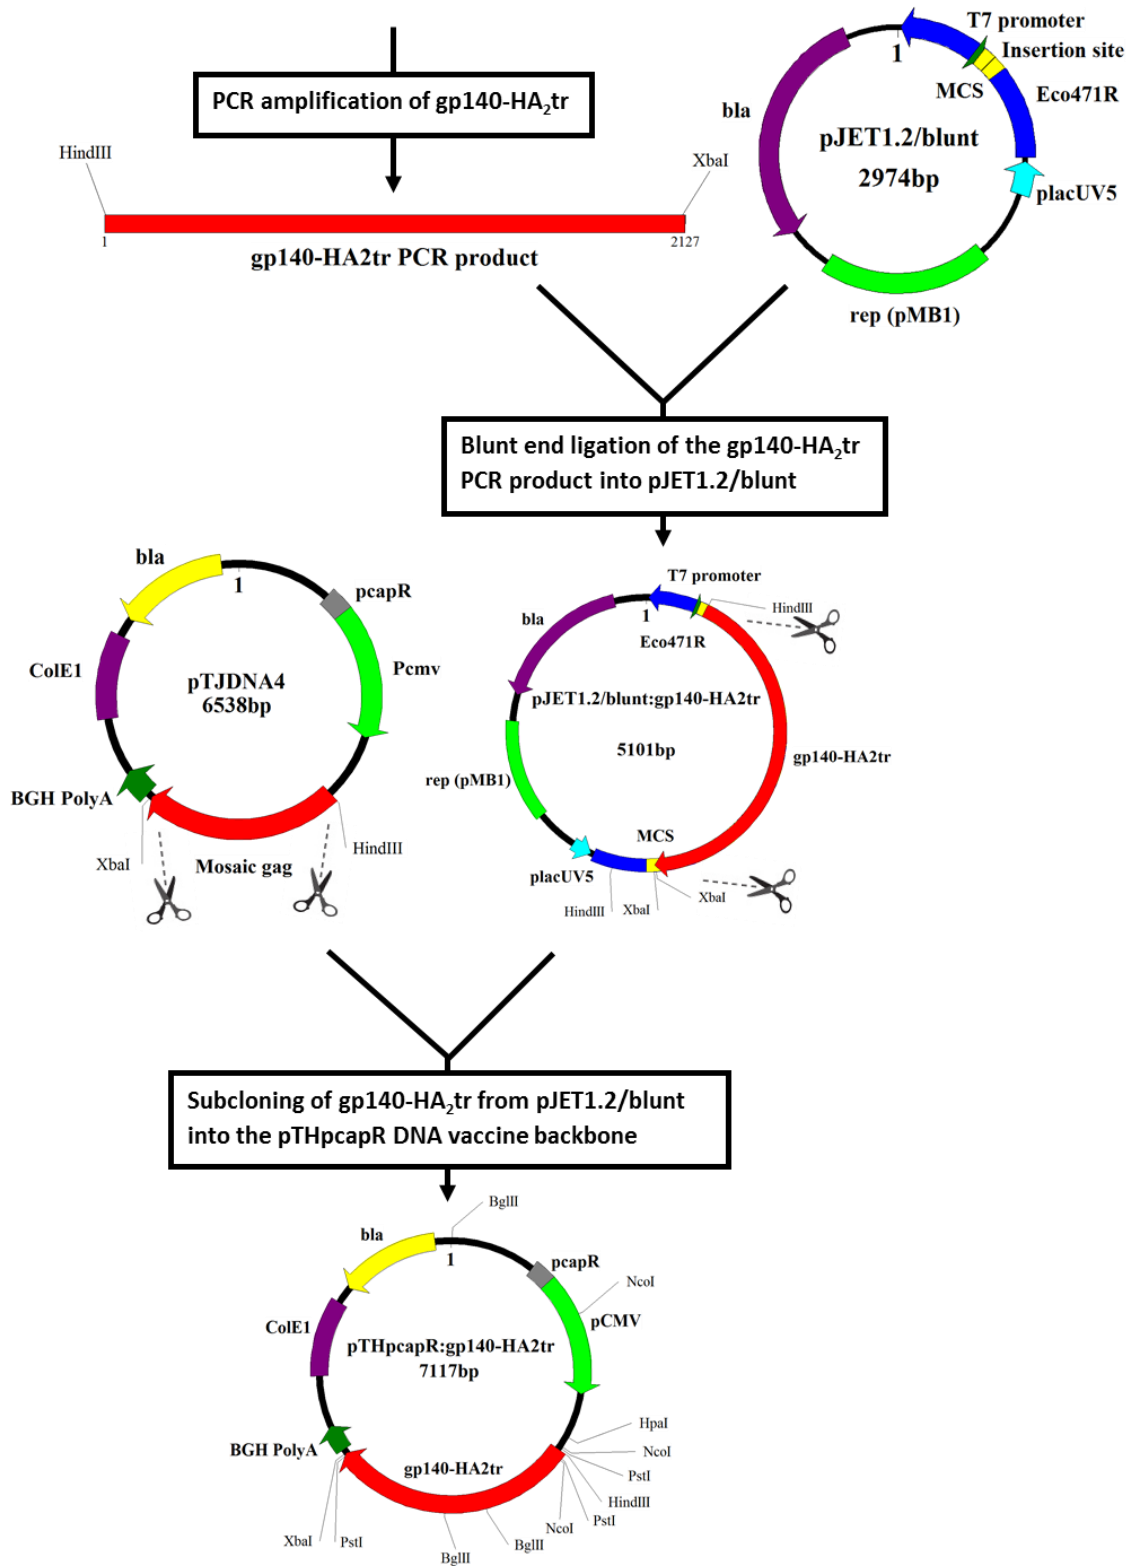 PCR amplification of gp140-HA₂tr
HindIII
XbaI
1
2127
gp140-HA2tr PCR product
T7 promoter
Insertion site
1
MCS
Eco471R
bla
pJET1.2/blunt
2974bp
placUV5
rep (pMB1)
Blunt end ligation of the gp140-HA₂tr
PCR product into pJET1.2/blunt
bla
1
pcapR
ColE1
pTJDNA4
6538bp
Pcmv
BGH PolyA
XbaI
Mosaic gag
HindIII
T7 promoter
HindIII
bla
1
Eco471R
pJET1.2/blunt:gp140-HA2tr
5101bp
gp140-HA2tr
rep (pMB1)
MCS
placUV5
HindIII
XbaI
XbaI
Subcloning of gp140-HA₂tr from pJET1.2/blunt
into the pTHpcapR DNA vaccine backbone
BglII
bla
1
pcapR
NcoI
ColE1
pCMV
pTHpcapR:gp140-HA2tr
7117bp
HpaI
BGH PolyA
NcoI
gp140-HA2tr
PstI
HindIII
PstI
NcoI
XbaI
PstI
BglII
BglII